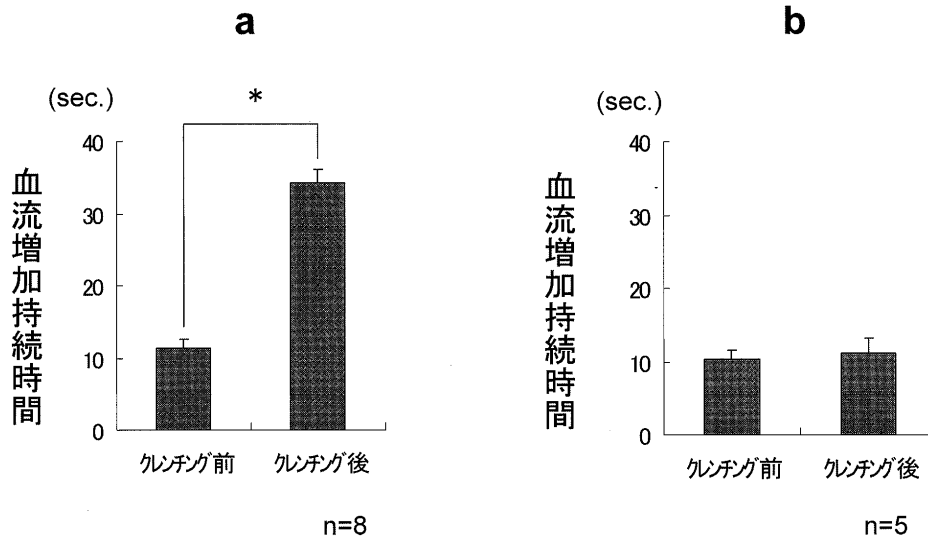 a
(sec.)
*
血流増加持続時間
40
30
20
10
0
クレンチング前 クレンチング後
n=8
b
(sec.)
血流増加持続時間
40
30
20
10
0
クレンチング前 クレンチング後
n=5